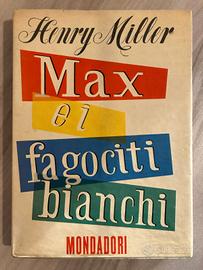 Henry Miller
Max
e i
fagociti
bianchi
MONDADORI